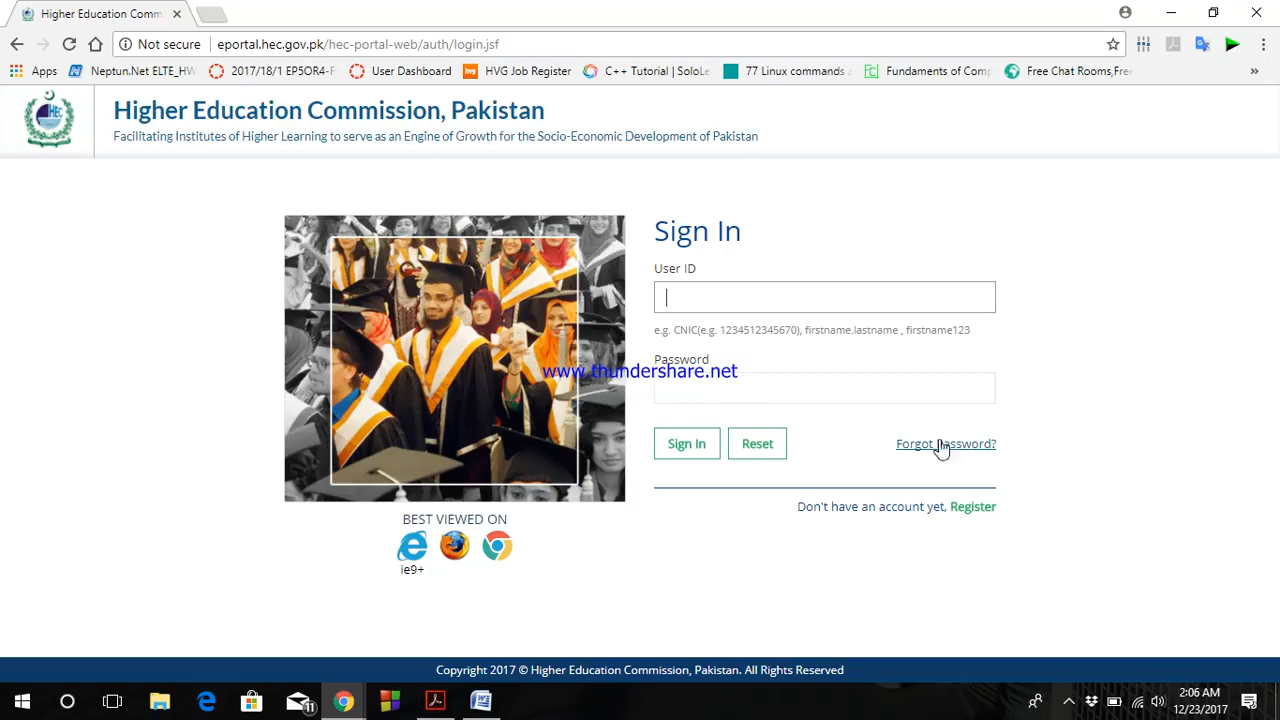 Higher Education Comm
Not secure
eportal.hec.gov.pk/hec-portal-web/auth/login.jsf
Apps
Neptun.Net ELTE_HW
2017/18/1 EP5OR4-F
User Dashboard
HVG Job Register
C++ Tutorial | SoloLe
77 Linux commands
Fundaments of Comp
Free Chat Rooms,Fre
HEC
Higher Education Commission, Pakistan
Facilitating Institutes of Higher Learning to serve as an Engine of Growth for the Socio-Economic Development of Pakistan
Sign In
User ID
e.g. CNIC(e.g. 1234512345670), firstname.lastname , firstname123
Password
www.thundershare.net
Sign In
Reset
Forgot Password?
Don't have an account yet, Register
BEST VIEWED ON
ie9+
Copyright 2017 © Higher Education Commission, Pakistan. All Rights Reserved
11
2:06 AM
12/23/2017